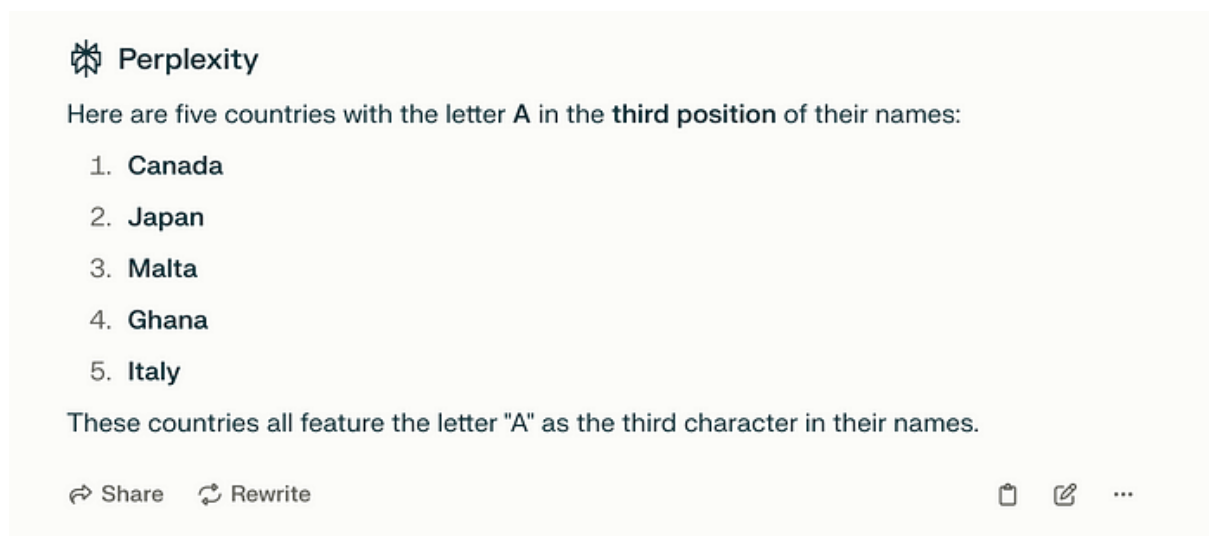 Perplexity
Here are five countries with the letter A in the third position of their names:
1. Canada
2. Japan
3. Malta
4. Ghana
5. Italy
These countries all feature the letter "A" as the third character in their names.
Share Rewrite